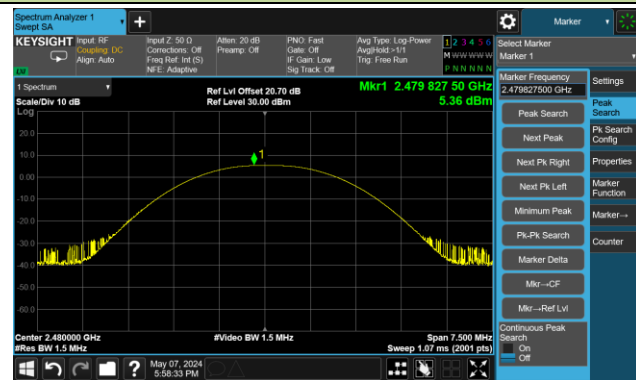 Spectrum Analyzer 1
Swept SA
+
Marker
KEYSIGHT
Input: RF
Coupling: DC
Align: Auto
Input Z: 50 Ω
Corrections: Off
Freq Ref: Int (S)
NFE: Adaptive
Atten: 20 dB
Preamp: Off
PNO: Fast
Gate: Off
IF Gain: Low
Sig Track: Off
Avg Type: Log-Power
Avg|Hold:>1/1
Trig: Free Run
1 2 3 4 5 6
M W W W W W
P N N N N N
Select Marker
Marker 1
LXI
1 Spectrum
Scale/Div 10 dB
Log
Ref Lvl Offset 20.70 dB
Ref Level 30.00 dBm
Mkr1 2.479 827 50 GHz
5.36 dBm
20.0
10.0
0.00
-10.0
-20.0
-30.0
-40.0
-50.0
-60.0
1
Center 2.480000 GHz
#Res BW 1.5 MHz
#Video BW 1.5 MHz
Span 7.500 MHz
Sweep 1.07 ms (2001 pts)
Marker Frequency
2.479827500 GHz
Peak Search
Next Peak
Next Pk Right
Next Pk Left
Minimum Peak
Pk-Pk Search
Marker Delta
Mkr→CF
Mkr→Ref Lvl
Continuous Peak
Search
On
Off
Settings
Peak
Search
Pk Search
Config
Properties
Marker
Function
Marker→
Counter
?
May 07, 2024
5:58:33 PM